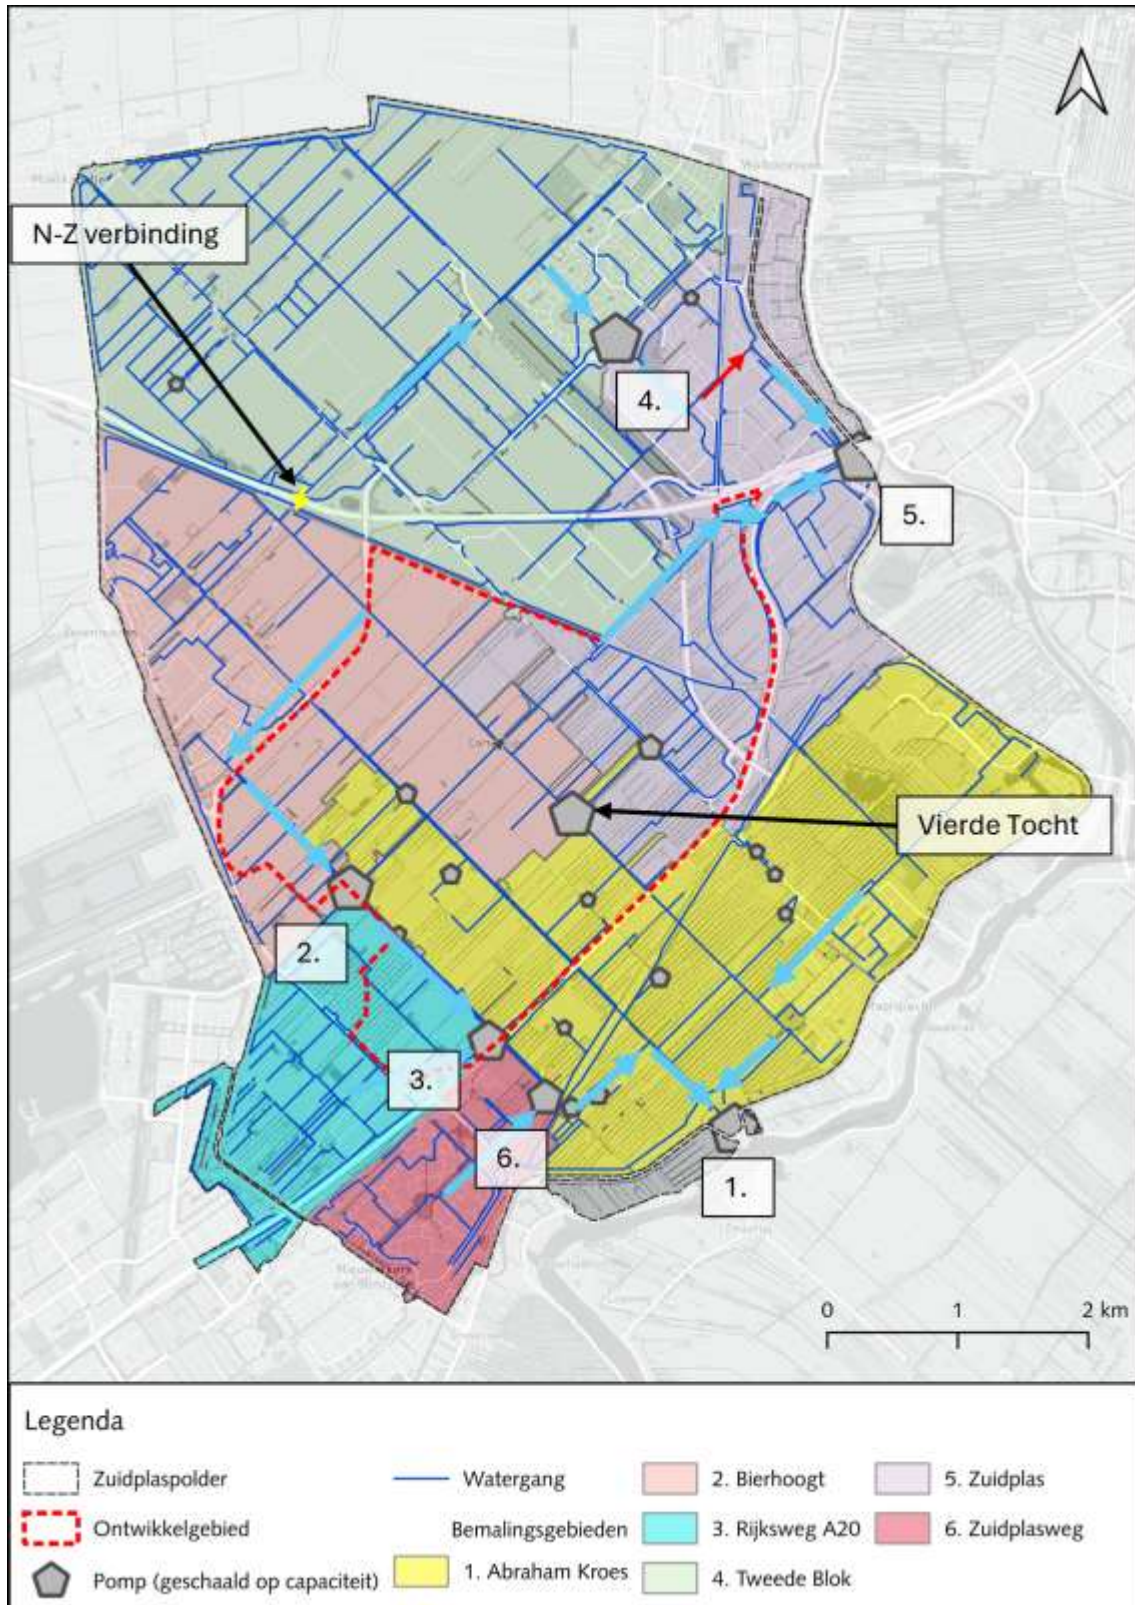 N-Z verbinding
4.
5.
Vierde Tocht
2.
3.
6.
1.
0 1 2 km
Legenda
Zuidplaspolder
Ontwikkelgebied
Pomp (geschaald op capaciteit)
Watergang
Bemalingsgebieden
1. Abraham Kroes
2. Bierhoogt
3. Rijksweg A20
4. Tweede Blok
5. Zuidplas
6. Zuidplasweg